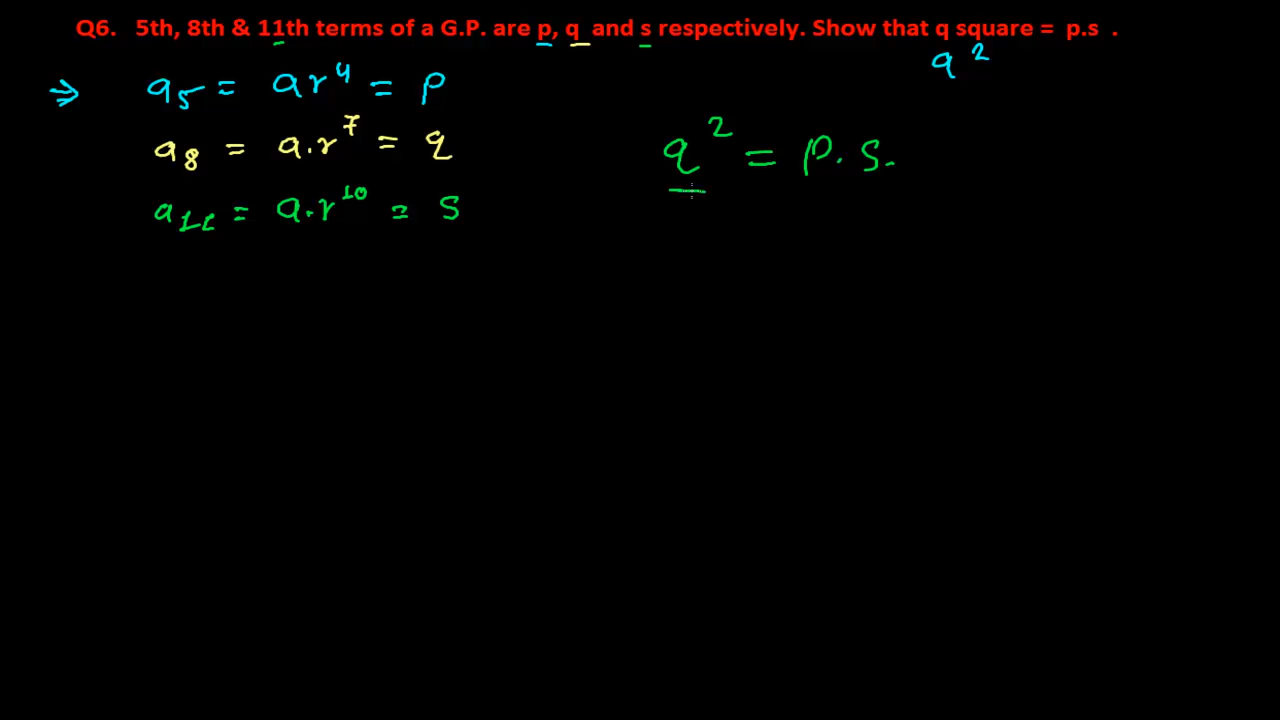 Q6. 5th, 8th & 11th terms of a G.P. are p, q and s respectively. Show that q square = p.s .
q²
⇒ a₅ = ar⁴ = p
a₈ = a.r⁷ = q
q² = p.s.
a₁₁ = a.r¹⁰ = s